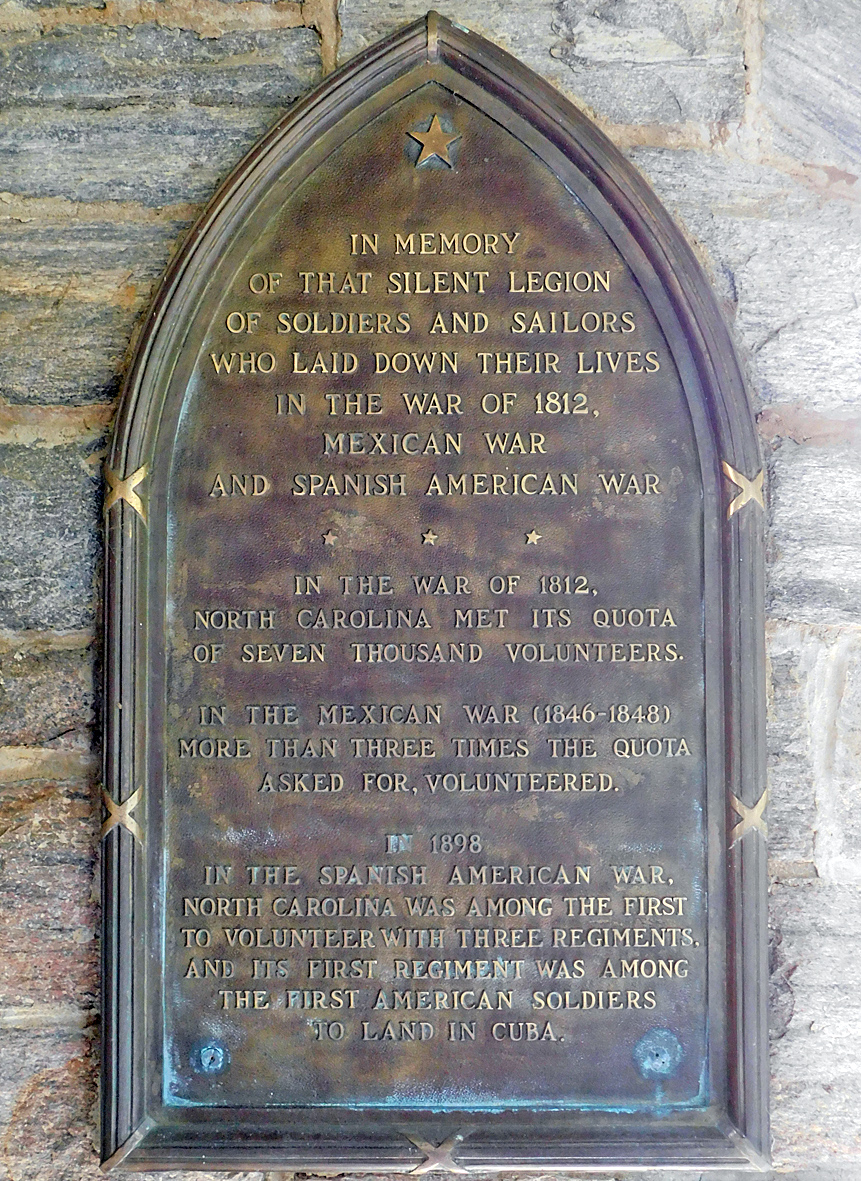 IN MEMORY
OF THAT SILENT LEGION
OF SOLDIERS AND SAILORS
WHO LAID DOWN THEIR LIVES
IN THE WAR OF 1812,
MEXICAN WAR
AND SPANISH AMERICAN WAR
IN THE WAR OF 1812,
NORTH CAROLINA MET ITS QUOTA
OF SEVEN THOUSAND VOLUNTEERS.
IN THE MEXICAN WAR (1846-1848)
MORE THAN THREE TIMES THE QUOTA
ASKED FOR, VOLUNTEERED.
IN 1898
IN THE SPANISH AMERICAN WAR,
NORTH CAROLINA WAS AMONG THE FIRST
TO VOLUNTEER WITH THREE REGIMENTS,
AND ITS FIRST REGIMENT WAS AMONG
THE FIRST AMERICAN SOLDIERS
TO LAND IN CUBA.